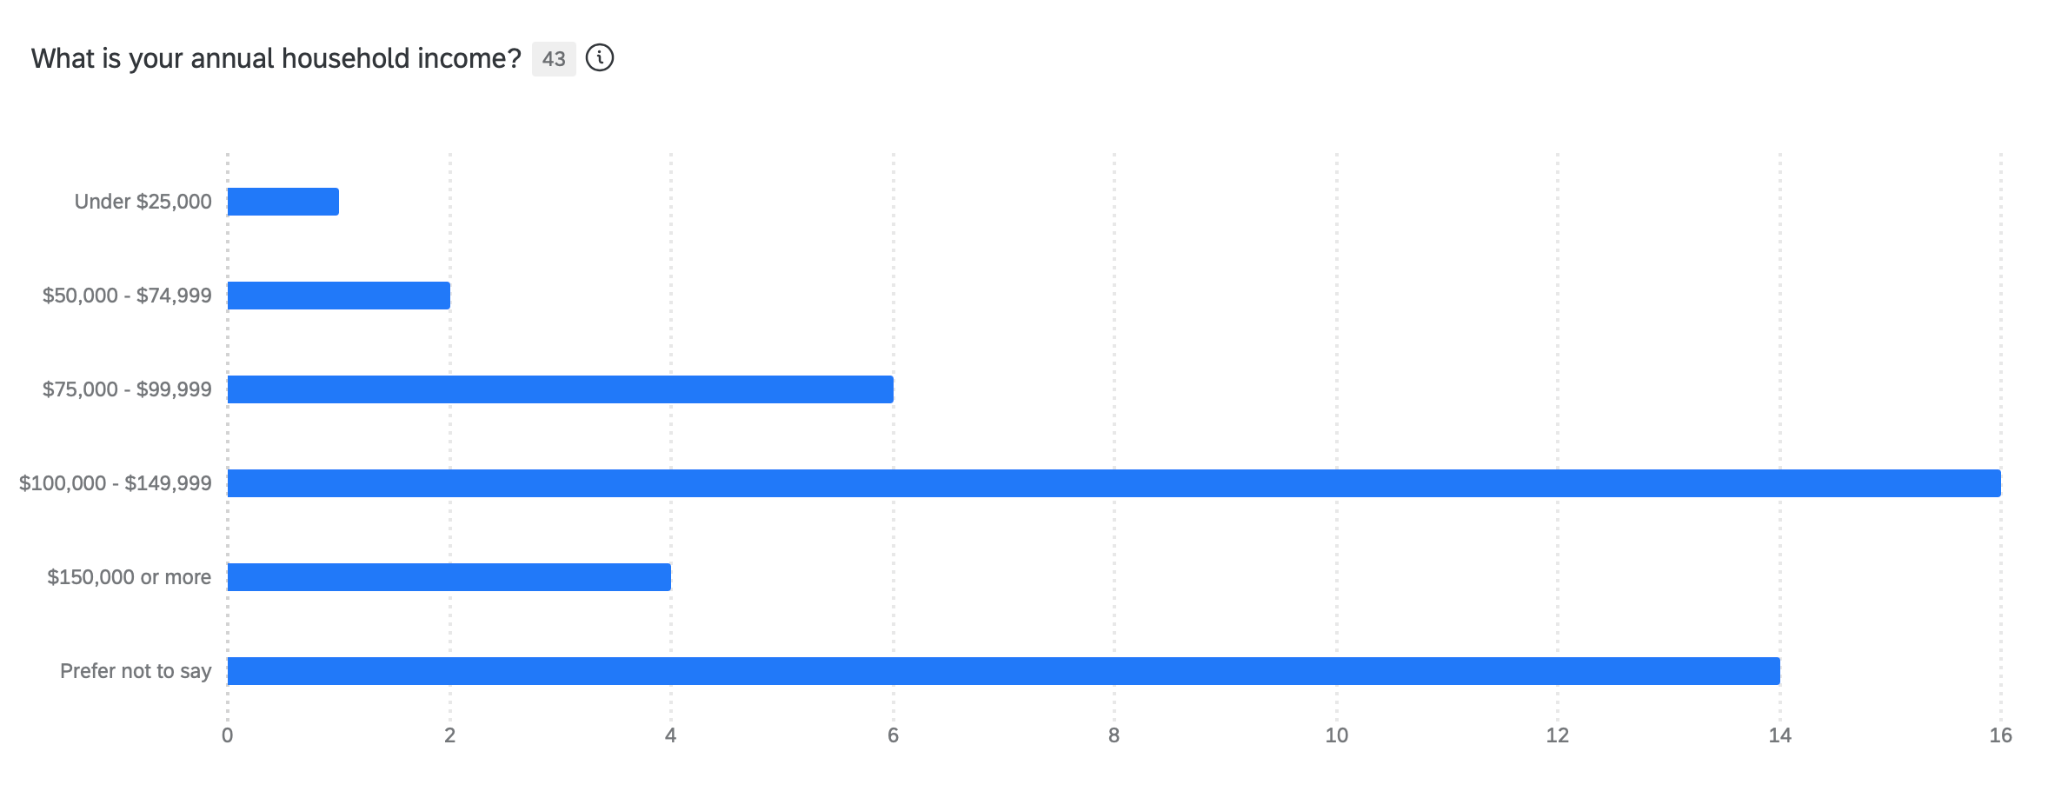 What is your annual household income? 43
Under $25,000
$50,000 - $74,999
$75,000 - $99,999
$100,000 - $149,999
$150,000 or more
Prefer not to say
0 2 4 6 8 10 12 14 16